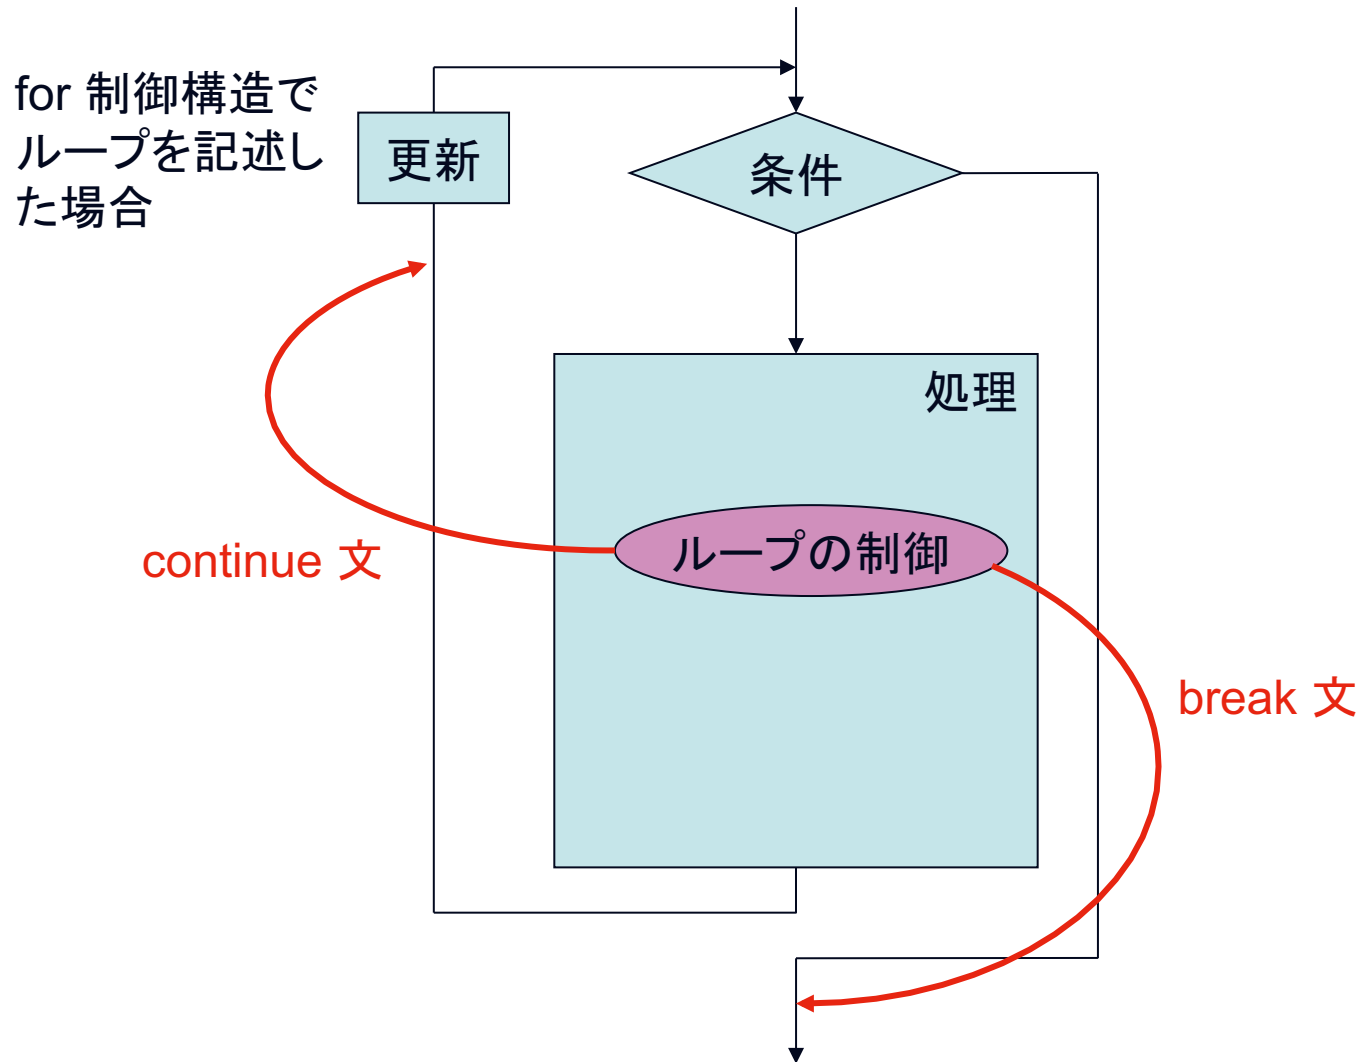 for 制御構造で
ループを記述し
た場合
更新
条件
処理
ループの制御
continue 文
break 文